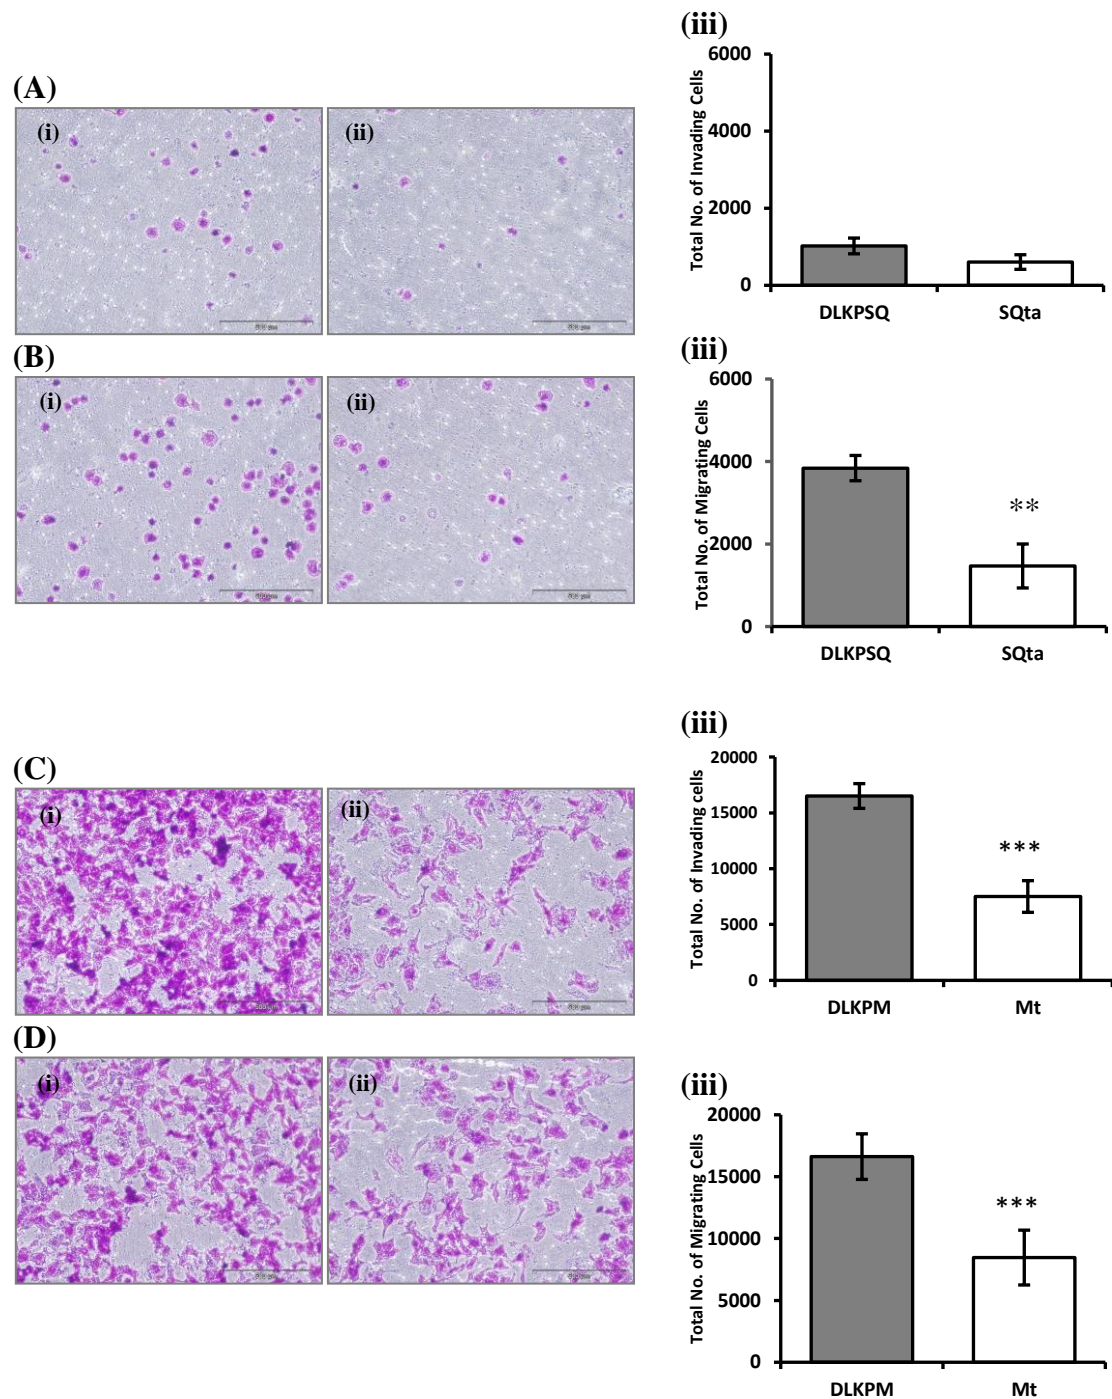 (A)
(i)
(ii)
(iii)
Total No. of Invading Cells
6000
4000
2000
0
DLKPSQ
SQta
(B)
(i)
(ii)
(iii)
Total No. of Migrating Cells
6000
4000
2000
0
**
DLKPSQ
SQta
(C)
(i)
(ii)
(iii)
Total No. of Invading cells
20000
15000
10000
5000
0
***
DLKPM
Mt
(D)
(i)
(ii)
(iii)
Total No. of Migrating Cells
20000
15000
10000
5000
0
***
DLKPM
Mt